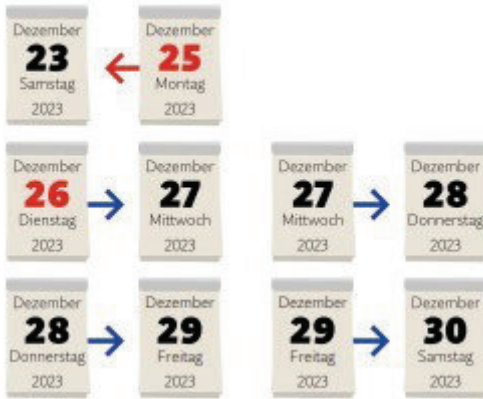 Dezember
23
Samstag
2023
Dezember
25
Montag
2023
Dezember
26
Dienstag
2023
Dezember
27
Mittwoch
2023
Dezember
27
Mittwoch
2023
Dezember
28
Donnerstag
2023
Dezember
28
Donnerstag
2023
Dezember
29
Freitag
2023
Dezember
29
Freitag
2023
Dezember
30
Samstag
2023